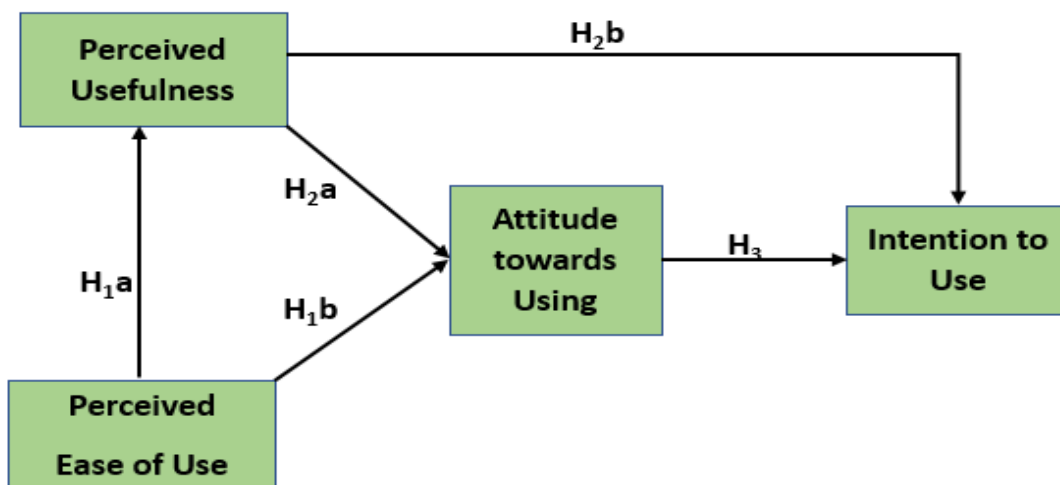 Perceived
Usefulness
H₂b
H₂a
Attitude
towards
Using
H₃
Intention to
Use
H₁a
H₁b
Perceived
Ease of Use